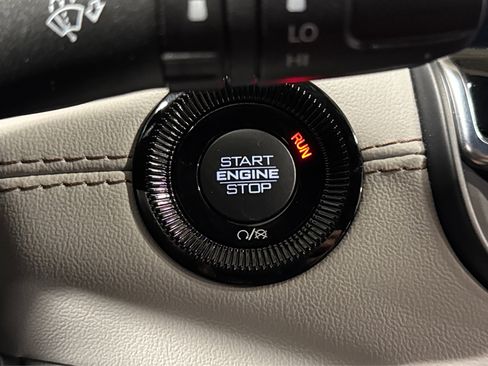 LO
HI
RUN
START
ENGINE
STOP